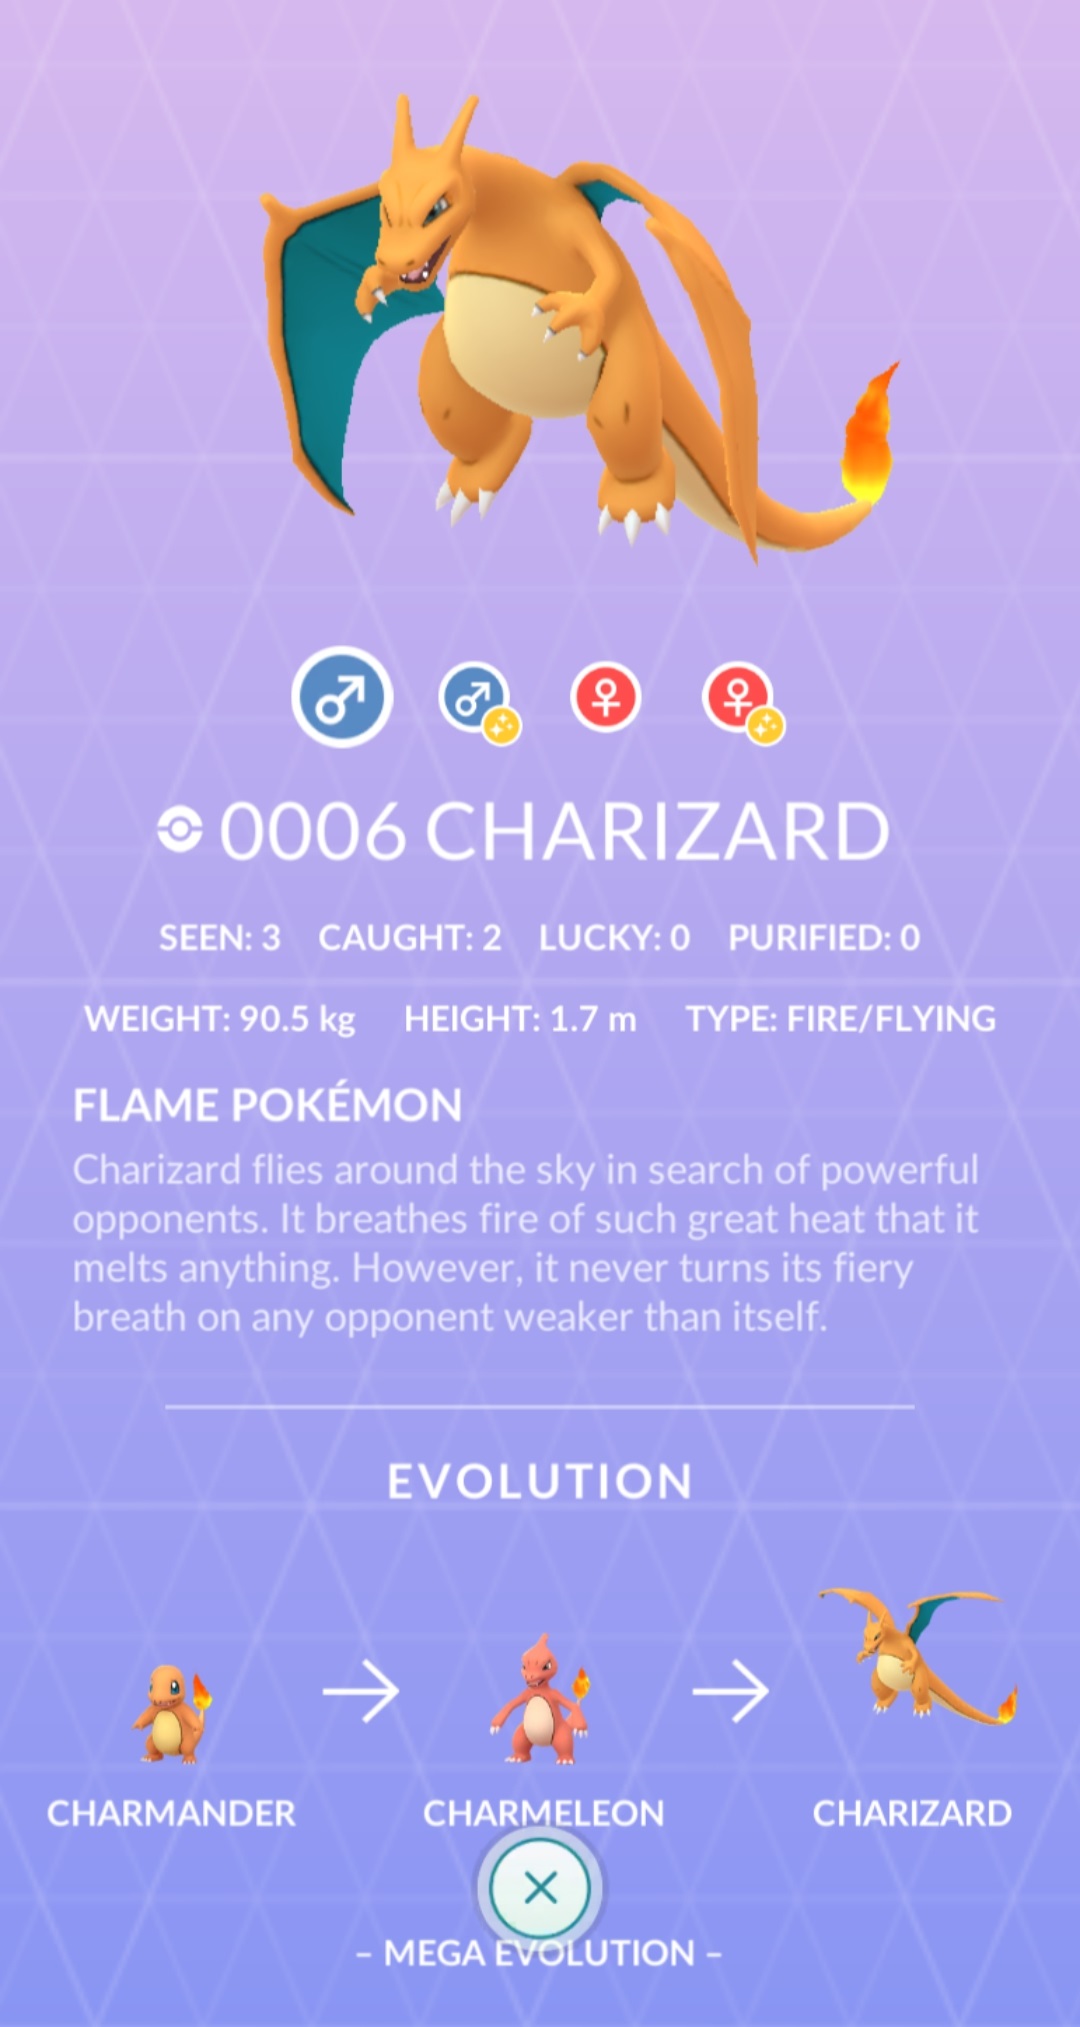 0006 CHARIZARD
SEEN: 3 CAUGHT: 2 LUCKY: 0 PURIFIED: 0
WEIGHT: 90.5 kg HEIGHT: 1.7 m TYPE: FIRE/FLYING
FLAME POKÉMON
Charizard flies around the sky in search of powerful
opponents. It breathes fire of such great heat that it
melts anything. However, it never turns its fiery
breath on any opponent weaker than itself.
EVOLUTION
CHARMANDER CHARMELEON CHARIZARD
– MEGA EVOLUTION –